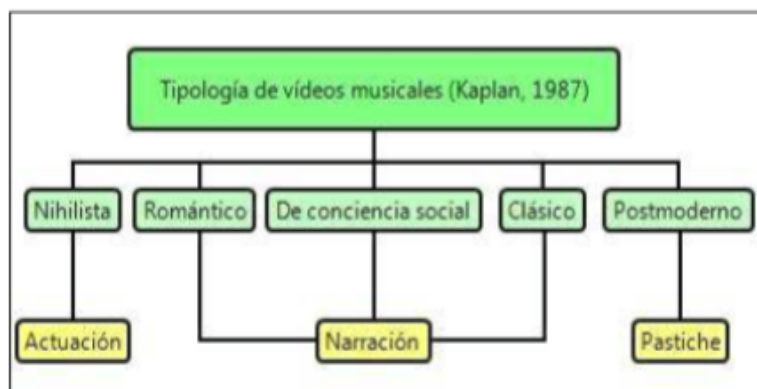 Tipología de vídeos musicales (Kaplan, 1987)
Nihilista Romántico De conciencia social Clásico Postmoderno
Actuación Narración Pastiche